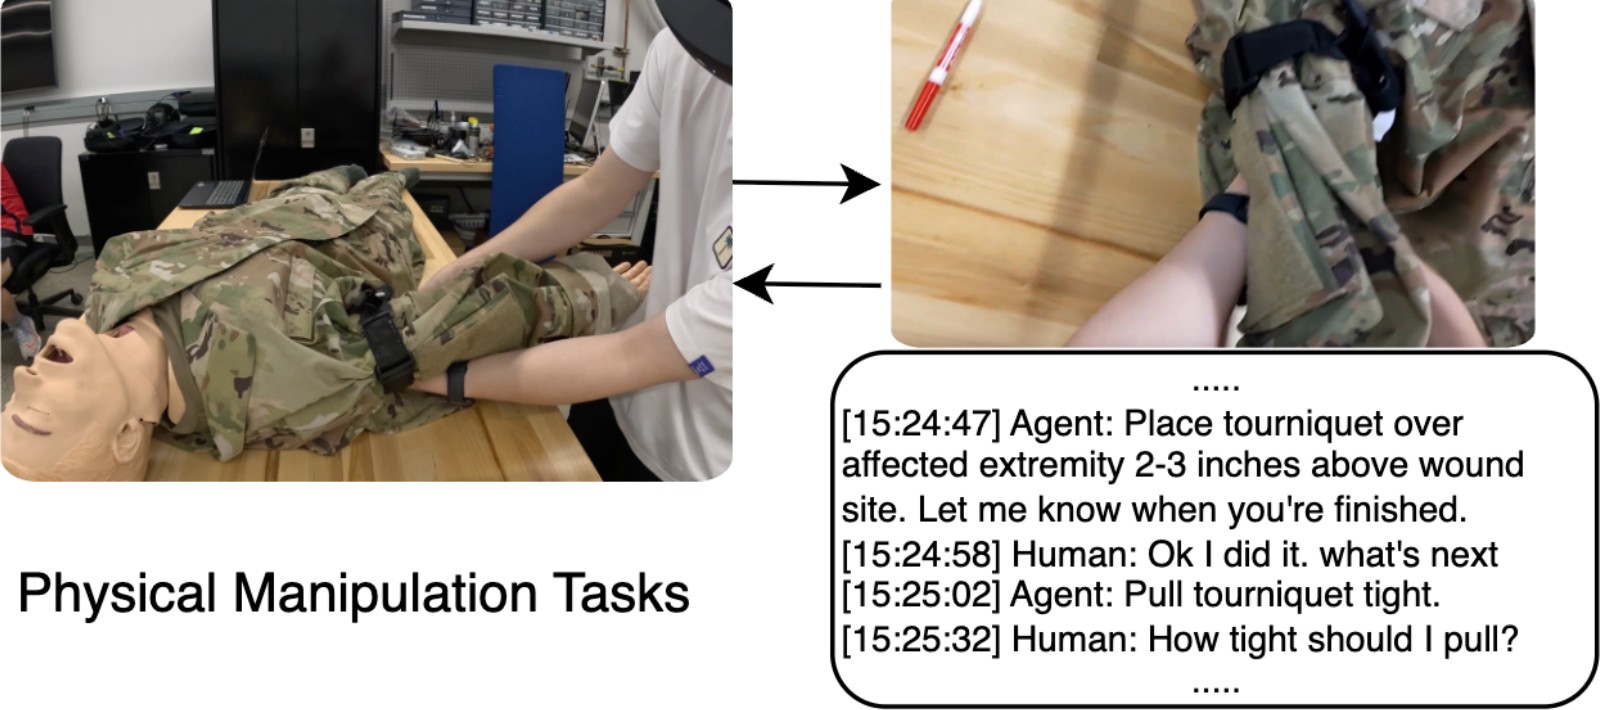 .....
[15:24:47] Agent: Place tourniquet over
affected extremity 2-3 inches above wound
site. Let me know when you're finished.
[15:24:58] Human: Ok I did it. what's next
[15:25:02] Agent: Pull tourniquet tight.
[15:25:32] Human: How tight should I pull?
.....
Physical Manipulation Tasks